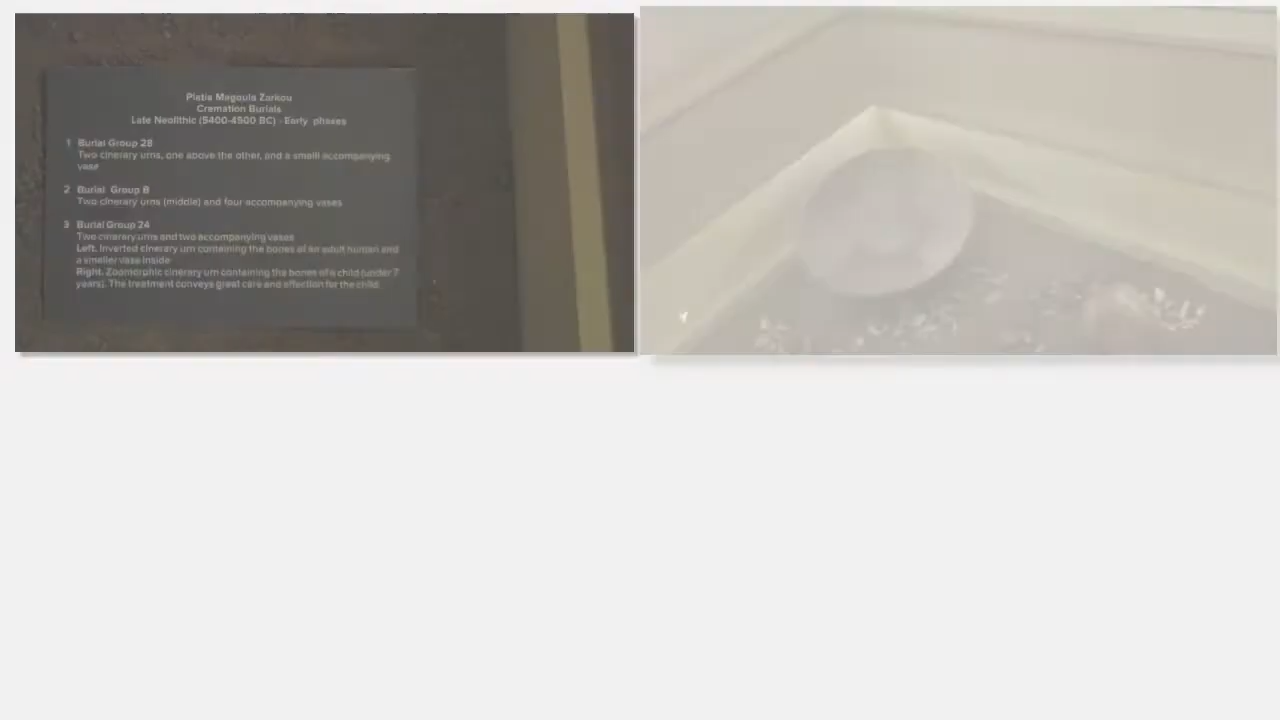 Platia Magoula Zarkou
Cremation Burials
Late Neolithic (5400-4500 BC) - Early phases
1 Burial Group 28
Two cinerary urns, one above the other, and a small accompanying
vase
2 Burial Group B
Two cinerary urns (middle) and four accompanying vases
3 Burial Group 24
Two cinerary urns and two accompanying vases
Left. Inverted cinerary urn containing the bones of an adult human and
a smaller vase inside
Right. Zoomorphic cinerary urn containing the bones of a child (under 7
years). The treatment conveys great care and affection for the child.